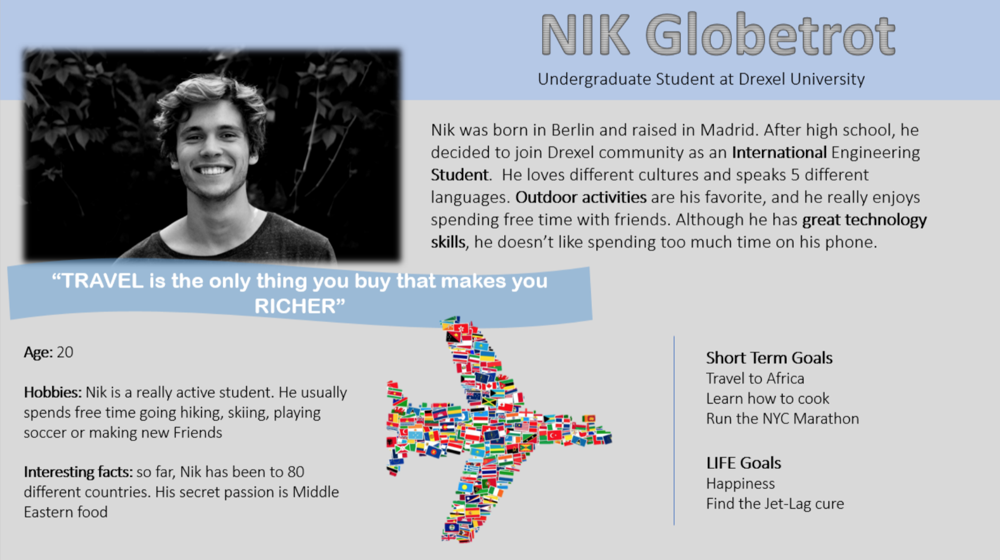 NIK Globetrot
Undergraduate Student at Drexel University
Nik was born in Berlin and raised in Madrid. After high school, he
decided to join Drexel community as an International Engineering
Student.  He loves different cultures and speaks 5 different
languages. Outdoor activities are his favorite, and he really enjoys
spending free time with friends. Although he has great technology
skills, he doesn’t like spending too much time on his phone.
“TRAVEL is the only thing you buy that makes you
RICHER”
Age: 20
Hobbies: Nik is a really active student. He usually
spends free time going hiking, skiing, playing
soccer or making new Friends
Interesting facts: so far, Nik has been to 80
different countries. His secret passion is Middle
Eastern food
Short Term Goals
Travel to Africa
Learn how to cook
Run the NYC Marathon
LIFE Goals
Happiness
Find the Jet-Lag cure